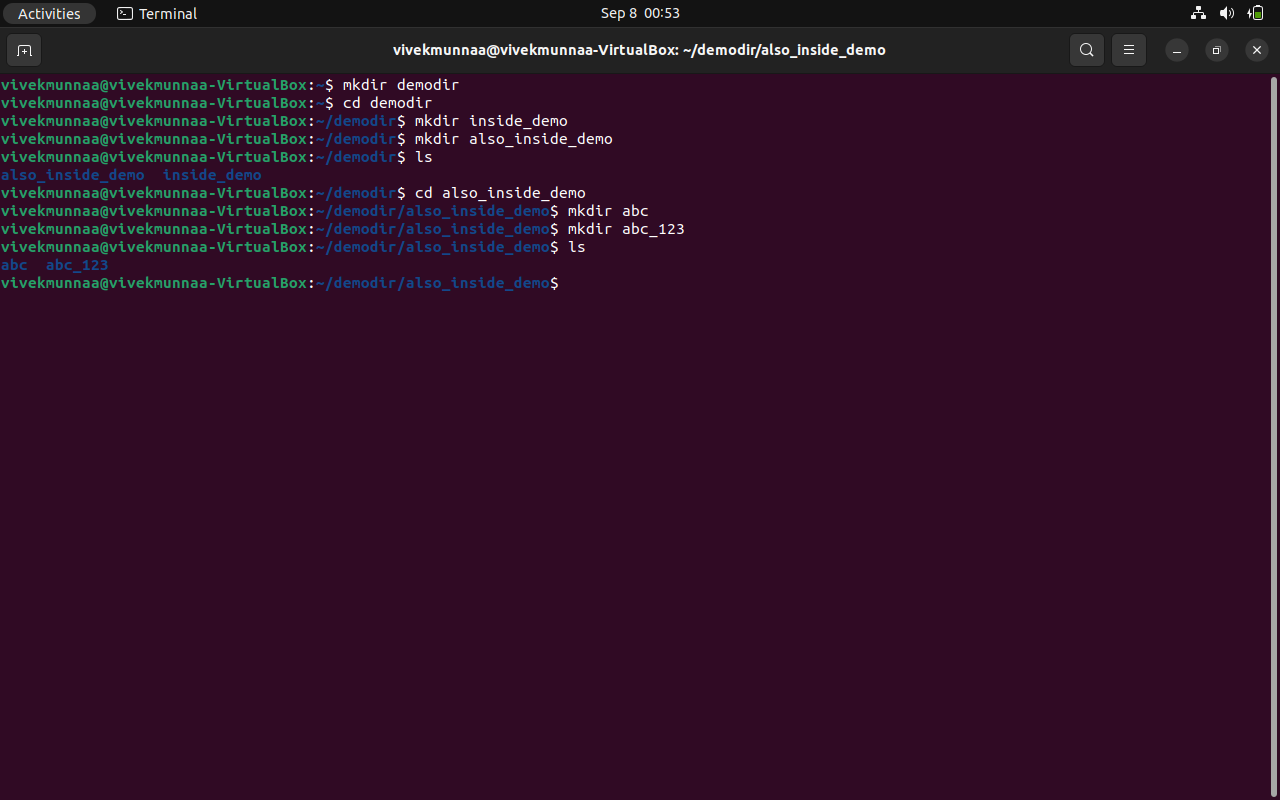 Activities Terminal Sep 8 00:53
vivekmunnaa@vivekmunnaa-VirtualBox: ~/demodir/also_inside_demo
vivekmunnaa@vivekmunnaa-VirtualBox:~$ mkdir demodir
vivekmunnaa@vivekmunnaa-VirtualBox:~$ cd demodir
vivekmunnaa@vivekmunnaa-VirtualBox:~/demodir$ mkdir inside_demo
vivekmunnaa@vivekmunnaa-VirtualBox:~/demodir$ mkdir also_inside_demo
vivekmunnaa@vivekmunnaa-VirtualBox:~/demodir$ ls
also_inside_demo  inside_demo
vivekmunnaa@vivekmunnaa-VirtualBox:~/demodir$ cd also_inside_demo
vivekmunnaa@vivekmunnaa-VirtualBox:~/demodir/also_inside_demo$ mkdir abc
vivekmunnaa@vivekmunnaa-VirtualBox:~/demodir/also_inside_demo$ mkdir abc_123
vivekmunnaa@vivekmunnaa-VirtualBox:~/demodir/also_inside_demo$ ls
abc  abc_123
vivekmunnaa@vivekmunnaa-VirtualBox:~/demodir/also_inside_demo$